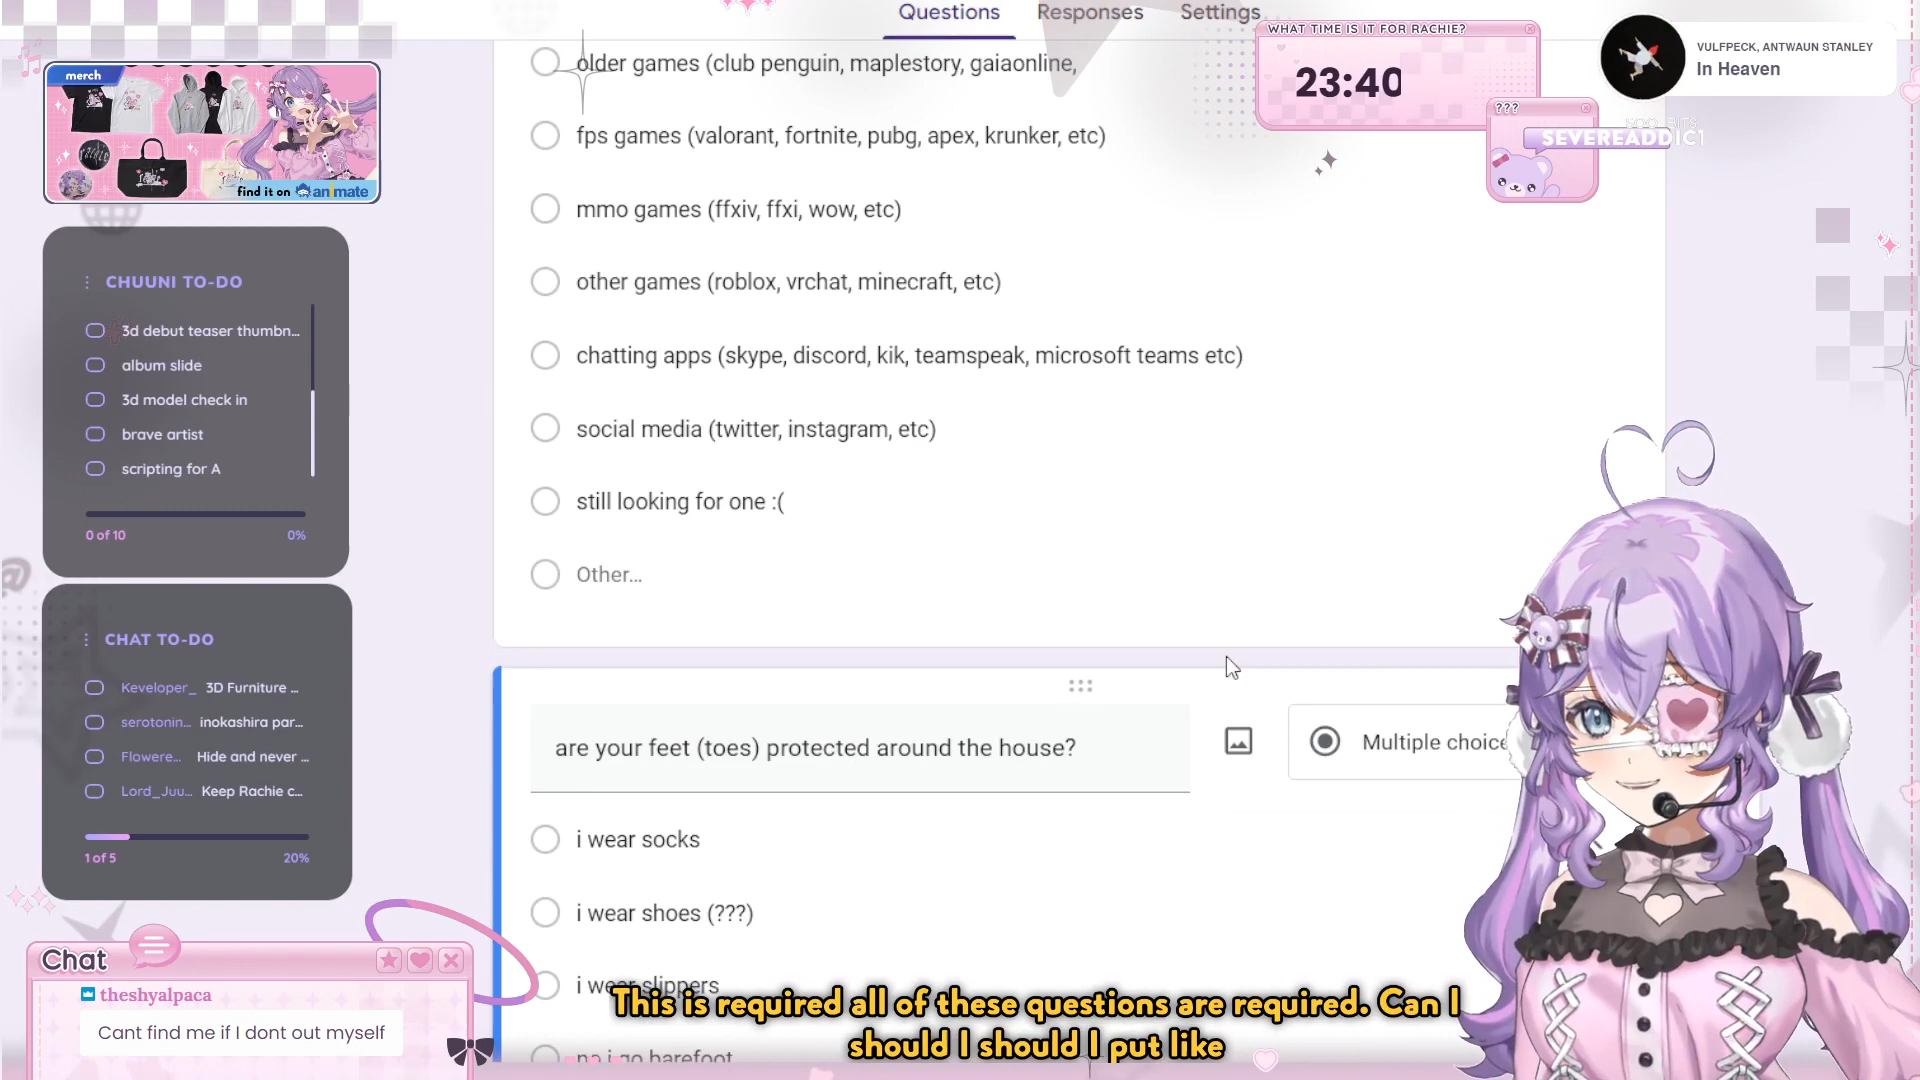 Questions
Responses
Settings
WHAT TIME IS IT FOR RACHIE?
23:40
VULFPECK, ANTWAUN STANLEY
In Heaven
???
SEVEREADDIC1
merch
find it on animate
CHUUNI TO-DO
3d debut teaser thumbn...
album slide
3d model check in
brave artist
scripting for A
0 of 10
0%
CHAT TO-DO
Keveloper_ 3D Furniture ...
serotonin... inokashira par...
Flowere... Hide and never ...
Lord_Juu... Keep Rachie c...
1 of 5
20%
Chat
theshyalpaca
Cant find me if I dont out myself
older games (club penguin, maplestory, gaiaonline,
fps games (valorant, fortnite, pubg, apex, krunker, etc)
mmo games (ffxiv, ffxi, wow, etc)
other games (roblox, vrchat, minecraft, etc)
chatting apps (skype, discord, kik, teamspeak, microsoft teams etc)
social media (twitter, instagram, etc)
still looking for one :(
Other...
are your feet (toes) protected around the house?
Multiple choice
i wear socks
i wear shoes (???)
i wear slippers
no i go barefoot
This is required all of these questions are required. Can I
should I should I put like